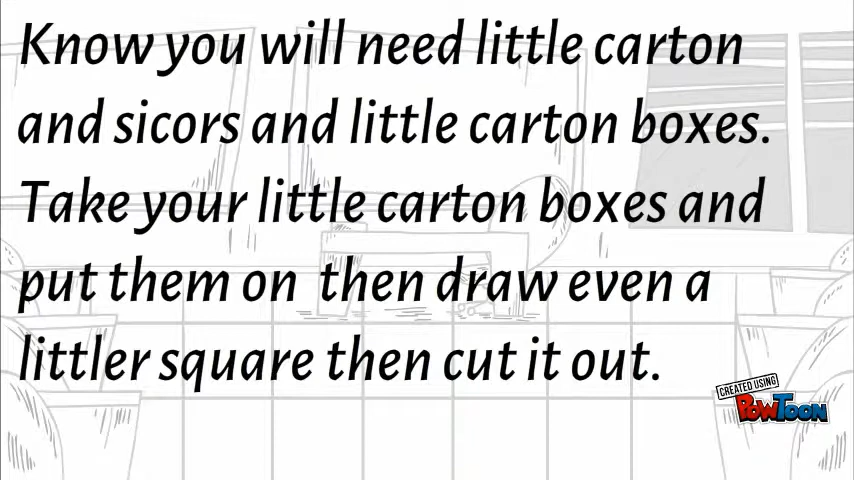 Know you will need little carton
and sicors and little carton boxes.
Take your little carton boxes and
put them on  then draw even a
littler square then cut it out.
CREATED USING
POWTOON